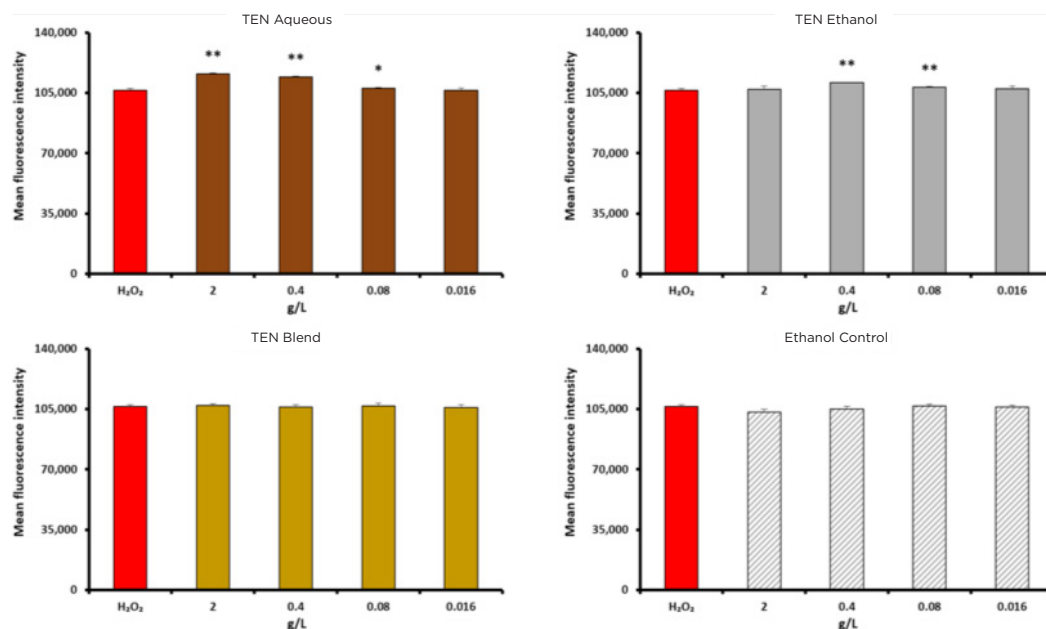 TEN Aqueous
Mean fluorescence intensity
140,000
105,000
70,000
35,000
0
** ** *
H₂O₂ 2 0.4 0.08 0.016
g/L
TEN Ethanol
Mean fluorescence intensity
140,000
105,000
70,000
35,000
0
** **
H₂O₂ 2 0.4 0.08 0.016
g/L
TEN Blend
Mean fluorescence intensity
140,000
105,000
70,000
35,000
0
H₂O₂ 2 0.4 0.08 0.016
g/L
Ethanol Control
Mean fluorescence intensity
140,000
105,000
70,000
35,000
0
H₂O₂ 2 0.4 0.08 0.016
g/L